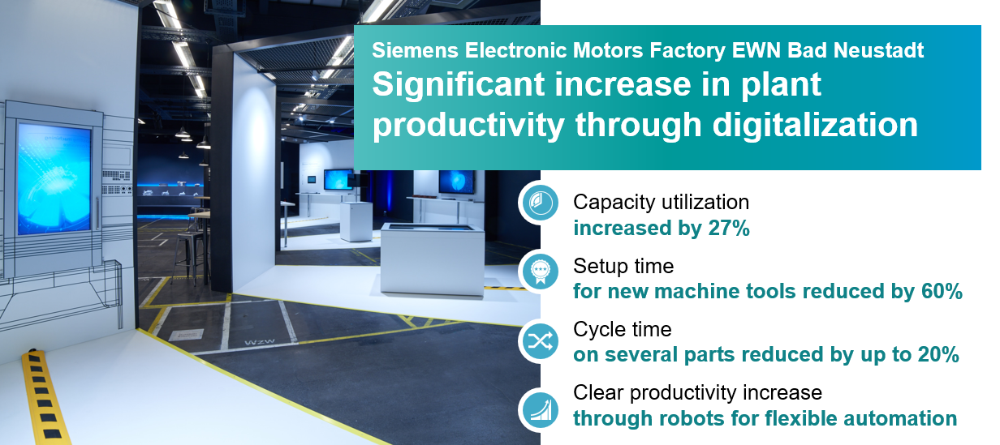 Siemens Electronic Motors Factory EWN Bad Neustadt
Significant increase in plant
productivity through digitalization
Capacity utilization
increased by 27%
Setup time
for new machine tools reduced by 60%
Cycle time
on several parts reduced by up to 20%
Clear productivity increase
through robots for flexible automation
Wzw